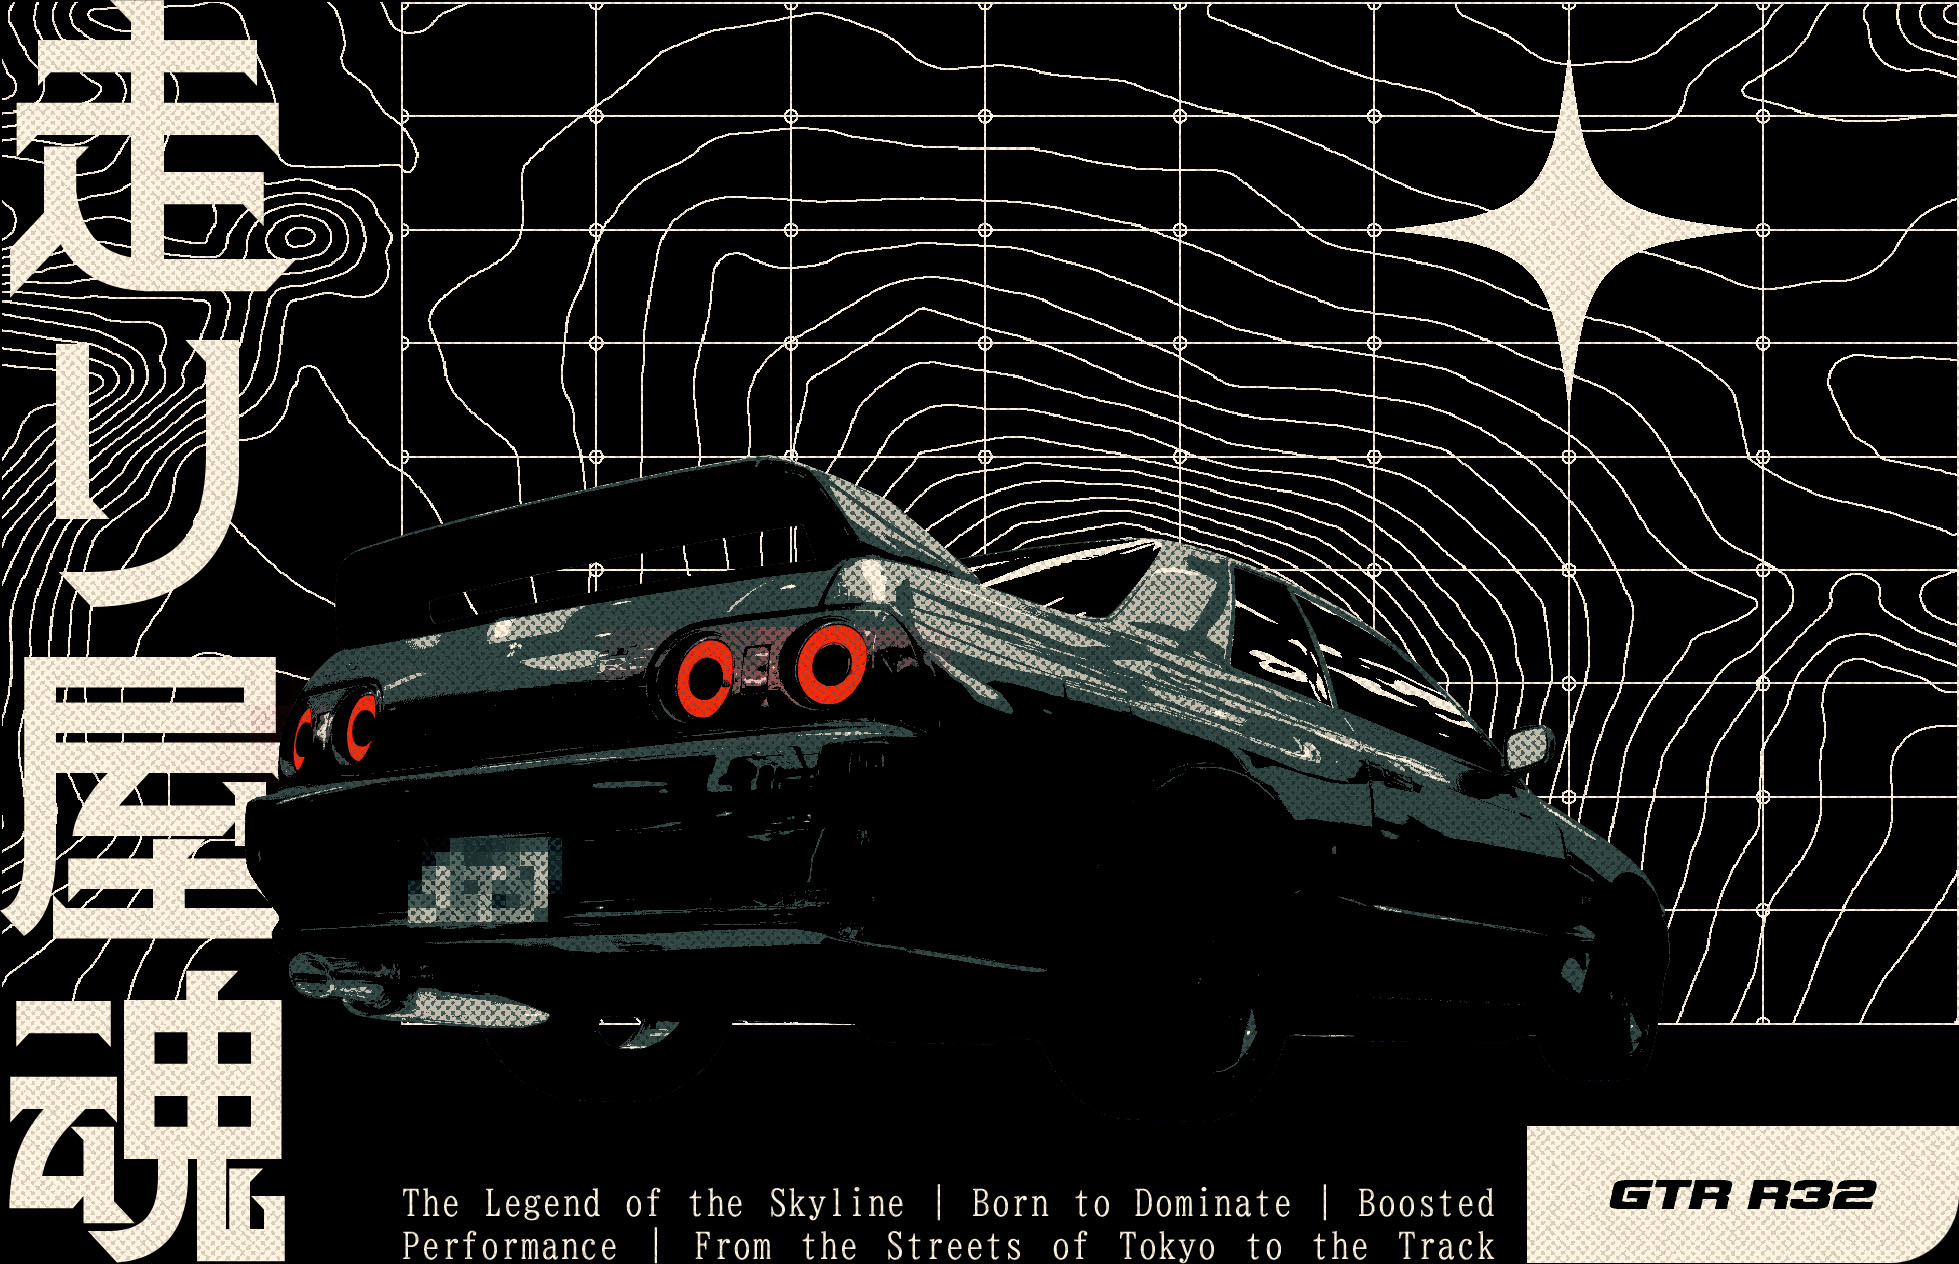 走り屋魂
The Legend of the Skyline | Born to Dominate | Boosted
Performance | From the Streets of Tokyo to the Track
GTR R32